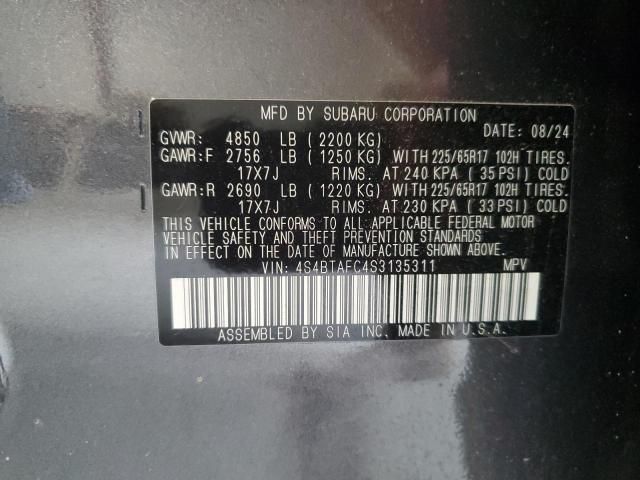 MFD BY SUBARU CORPORATION
DATE: 08/24
GVWR: 4850 LB (2200 KG)
GAWR:F 2756 LB (1250 KG) WITH 225/65R17 102H TIRES.
17X7J RIMS. AT 240 KPA (35 PSI) COLD
GAWR:R 2690 LB (1220 KG) WITH 225/65R17 102H TIRES.
17X7J RIMS. AT 230 KPA (33 PSI) COLD
THIS VEHICLE CONFORMS TO ALL APPLICABLE FEDERAL MOTOR
VEHICLE SAFETY AND THEFT PREVENTION STANDARDS
IN EFFECT ON THE DATE OF MANUFACTURE SHOWN ABOVE.
VIN: 4S4BTAFC4S3135311 MPV
ASSEMBLED BY SIA INC. MADE IN U.S.A.